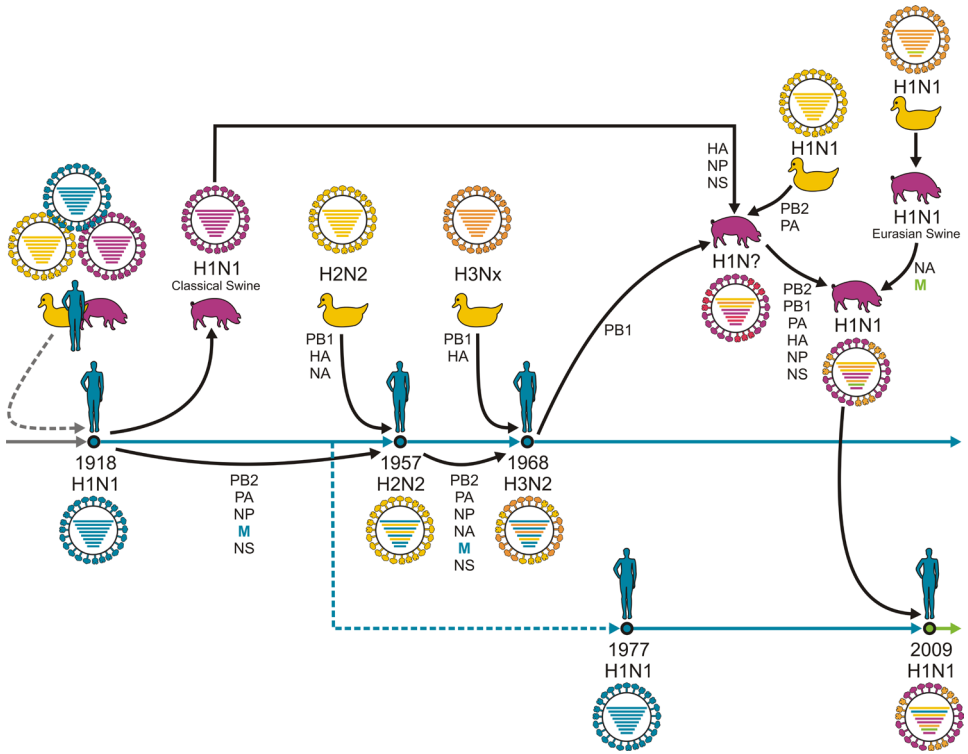 H1N1
H1N1
HA
NP
NS
PB2
PA
H1N1
Eurasian Swine
H1N1
Classical Swine
H2N2
H3Nx
H1N?
NA
M
PB2
PB1
PA
HA
NP
NS
H1N1
PB1
HA
NA
PB1
HA
PB1
1918
H1N1
PB2
PA
NP
M
NS
1957
H2N2
PB2
PA
NP
NA
M
NS
1968
H3N2
1977
H1N1
2009
H1N1